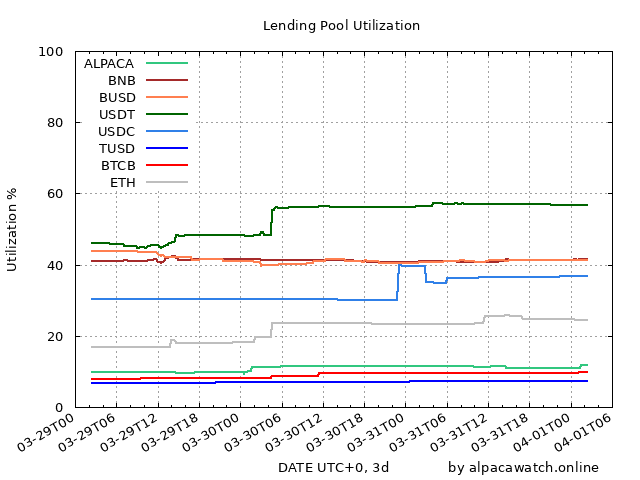 Lending Pool Utilization
Utilization %
100
80
60
40
20
0
ALPACA
BNB
BUSD
USDT
USDC
TUSD
BTCB
ETH
03-29T00
03-29T06
03-29T12
03-29T18
03-30T00
03-30T06
03-30T12
03-30T18
03-31T00
03-31T06
03-31T12
03-31T18
04-01T00
04-01T06
DATE UTC+0, 3d by alpacawatch.online